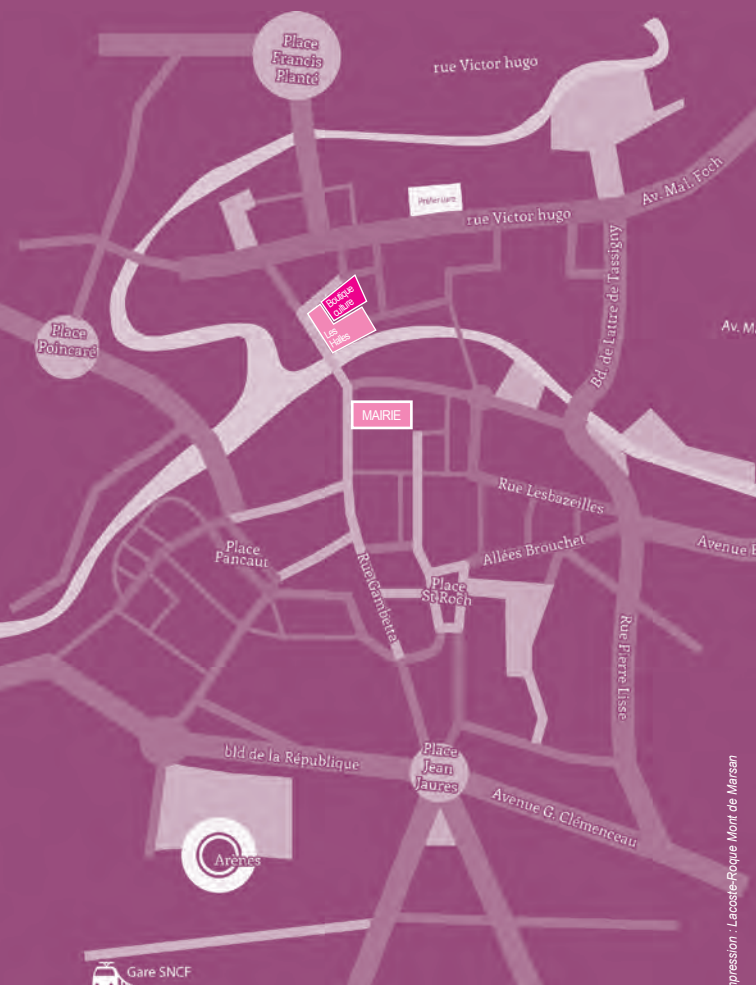 Place
Francis
Planté
rue Victor hugo
Av. Mal. Foch
Préfecture
rue Victor hugo
Bd. de Lattre de Tassigny
Boutique
culture
Les
Halles
Place
Poincaré
Av. M
MAIRIE
Rue Lesbazeilles
Allées Brouchet
Avenue
Place
Pancaut
Rue Gambetta
Place
St Roch
Rue Pierre Lisse
bld de la République
Place
Jean
Jaures
Avenue G. Clémenceau
Arènes
Gare SNCF
mpression : Lacoste-Roque Mont de Marsan